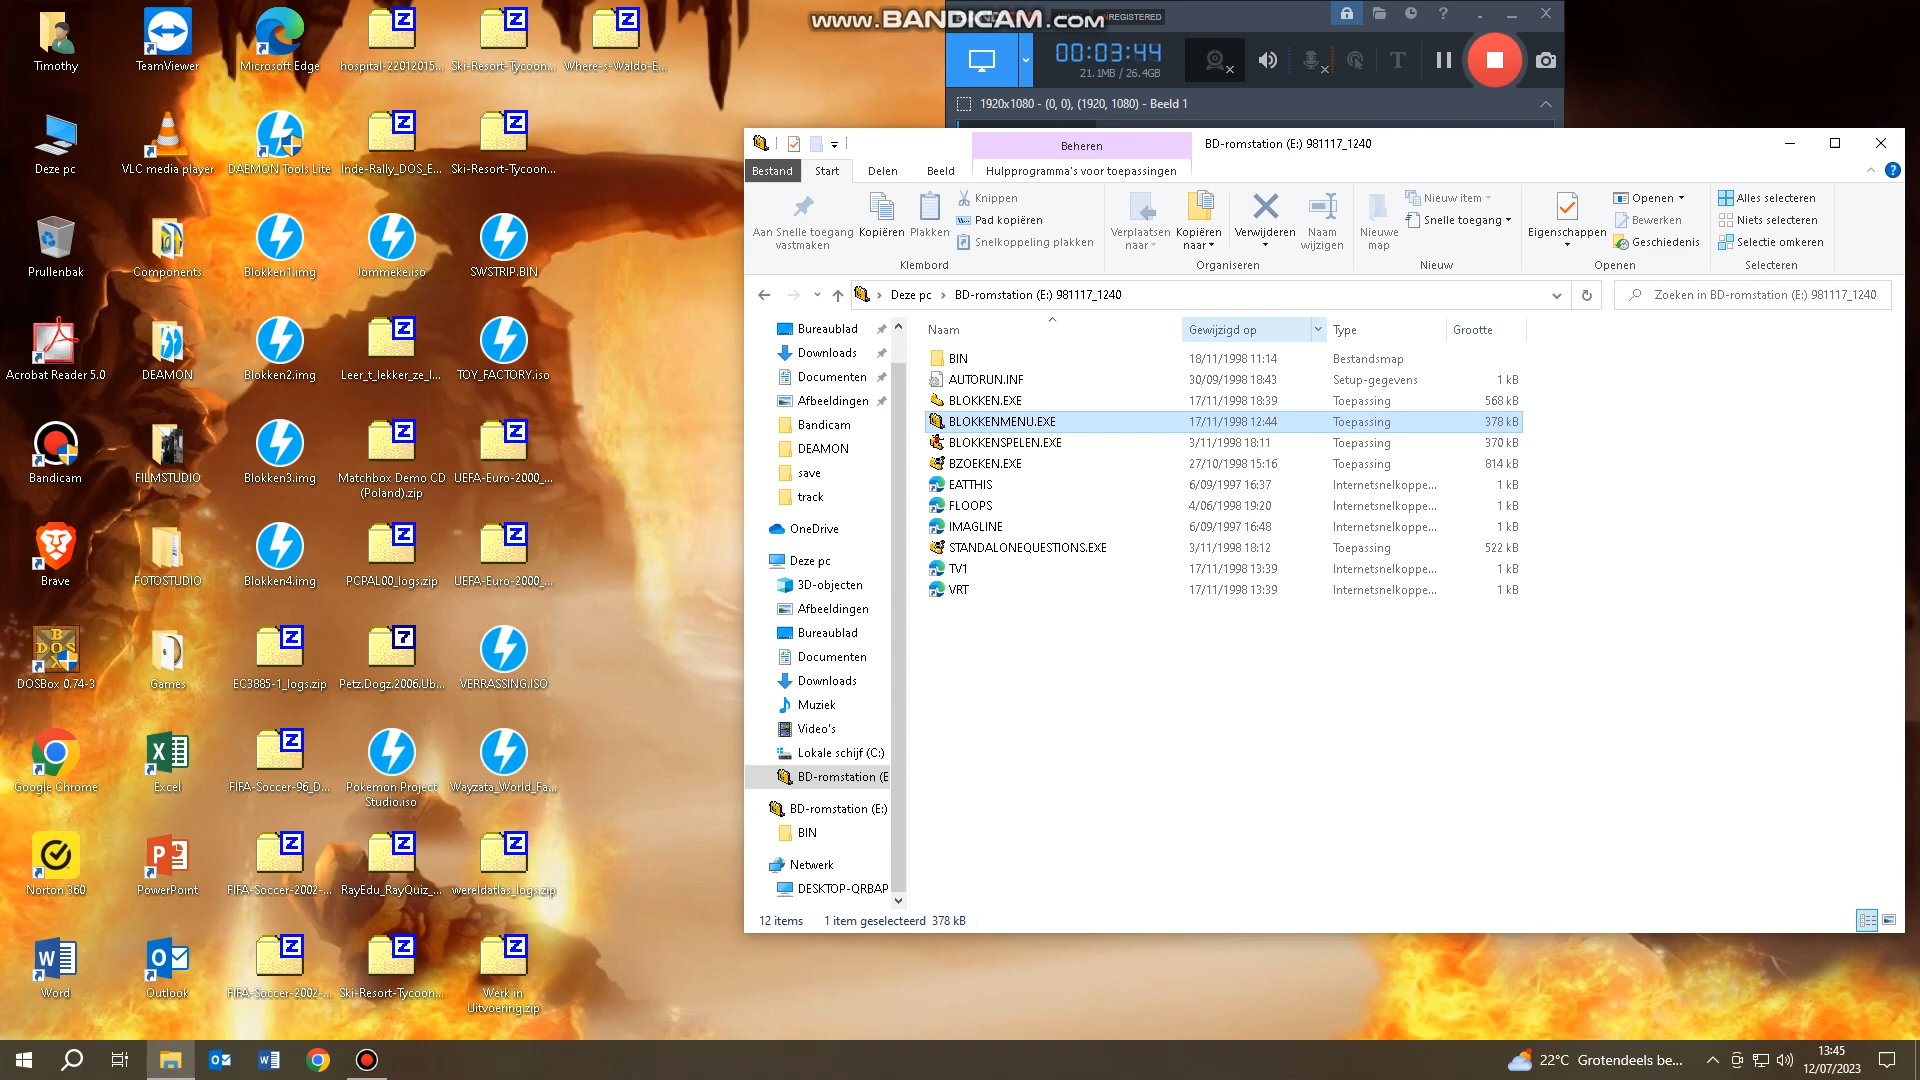 www.BANDICAM.com
REGISTERED
00:03:44
21.1MB / 26.4GB
1920x1080 - (0, 0), (1920, 1080) - Beeld 1
Timothy
TeamViewer
Microsoft Edge
hospital-22012015...
Ski-Resort-Tycoon...
Where-s-Waldo-E...
Deze pc
VLC media player
DAEMON Tools Lite
Inde-Rally_DOS_E...
Ski-Resort-Tycoon...
Prullenbak
Components
Blokken1.img
Jommeke.iso
SWSTRIP.BIN
Acrobat Reader 5.0
DEAMON
Blokken2.img
Leer_t_lekker_ze_l...
TOY_FACTORY.iso
Bandicam
FILMSTUDIO
Blokken3.img
Matchbox Demo CD
(Poland).zip
UEFA-Euro-2000_...
Brave
FOTOSTUDIO
Blokken4.img
PCPAL00_logs.zip
UEFA-Euro-2000_...
DOSBox 0.74-3
Games
EC3885-1_logs.zip
Petz.Dogz.2006.Ub...
VERRASSING.ISO
Google Chrome
Excel
FIFA-Soccer-96_D...
Pokemon Project
Studio.iso
Wayzata_World_Fa...
Norton 360
PowerPoint
FIFA-Soccer-2002-...
RayEdu_RayQuiz_...
wereldatlas_logs.zip
Word
Outlook
FIFA-Soccer-2002-...
Ski-Resort-Tycoon...
Werk in
Uitvoering.zip
Beheren
BD-romstation (E:) 981117_1240
Bestand
Start
Delen
Beeld
Hulpprogramma's voor toepassingen
Aan Snelle toegang
vastmaken
Kopiëren
Plakken
Knippen
Pad kopiëren
Snelkoppeling plakken
Klembord
Verplaatsen
naar
Kopiëren
naar
Verwijderen
Naam
wijzigen
Organiseren
Nieuwe
map
Nieuw item
Snelle toegang
Nieuw
Eigenschappen
Openen
Bewerken
Geschiedenis
Openen
Alles selecteren
Niets selecteren
Selectie omkeren
Selecteren
Deze pc
BD-romstation (E:) 981117_1240
Zoeken in BD-romstation (E:) 981117_1240
Bureaublad
Downloads
Documenten
Afbeeldingen
Bandicam
DEAMON
save
track
OneDrive
Deze pc
3D-objecten
Afbeeldingen
Bureaublad
Documenten
Downloads
Muziek
Video's
Lokale schijf (C:)
BD-romstation (E
BD-romstation (E:)
BIN
Netwerk
DESKTOP-QRBAP
Naam Gewijzigd op Type Grootte
BIN 18/11/1998 11:14 Bestandsmap
AUTORUN.INF 30/09/1998 18:43 Setup-gegevens 1 kB
BLOKKEN.EXE 17/11/1998 18:39 Toepassing 568 kB
BLOKKENMENU.EXE 17/11/1998 12:44 Toepassing 378 kB
BLOKKENSPELEN.EXE 3/11/1998 18:11 Toepassing 370 kB
BZOEKEN.EXE 27/10/1998 15:16 Toepassing 814 kB
EATTHIS 6/09/1997 16:37 Internetsnelkoppe... 1 kB
FLOOPS 4/06/1998 19:20 Internetsnelkoppe... 1 kB
IMAGLINE 6/09/1997 16:48 Internetsnelkoppe... 1 kB
STANDALONEQUESTIONS.EXE 3/11/1998 18:12 Toepassing 522 kB
TV1 17/11/1998 13:39 Internetsnelkoppe... 1 kB
VRT 17/11/1998 13:39 Internetsnelkoppe... 1 kB
12 items 1 item geselecteerd 378 kB
22°C Grotendeels be...
13:45
12/07/2023